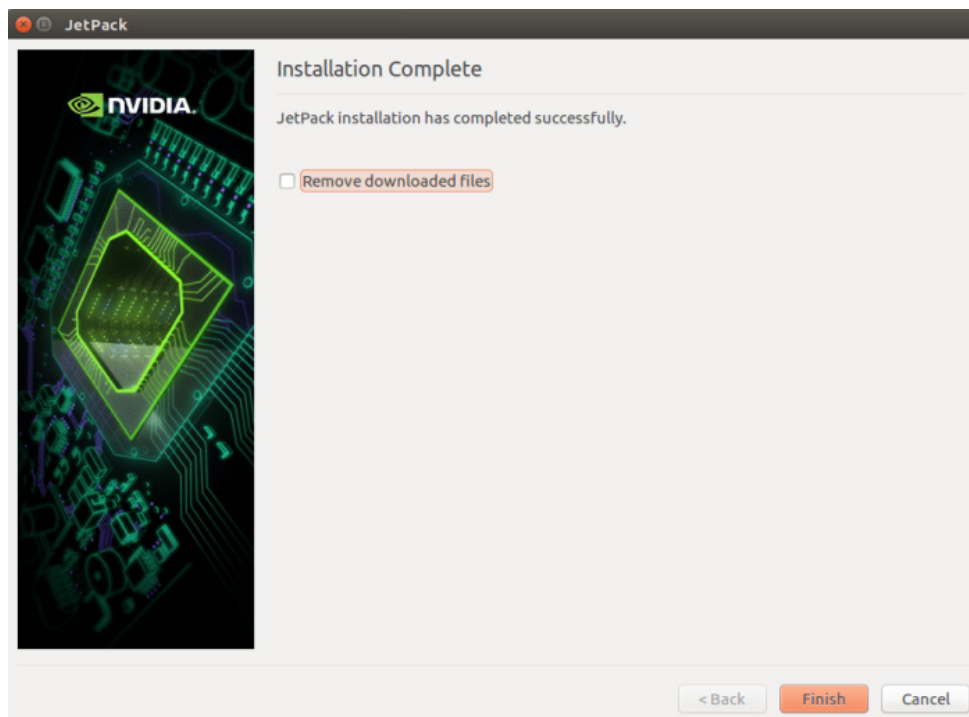 JetPack
NVIDIA.
Installation Complete
JetPack installation has completed successfully.
Remove downloaded files
< Back
Finish
Cancel